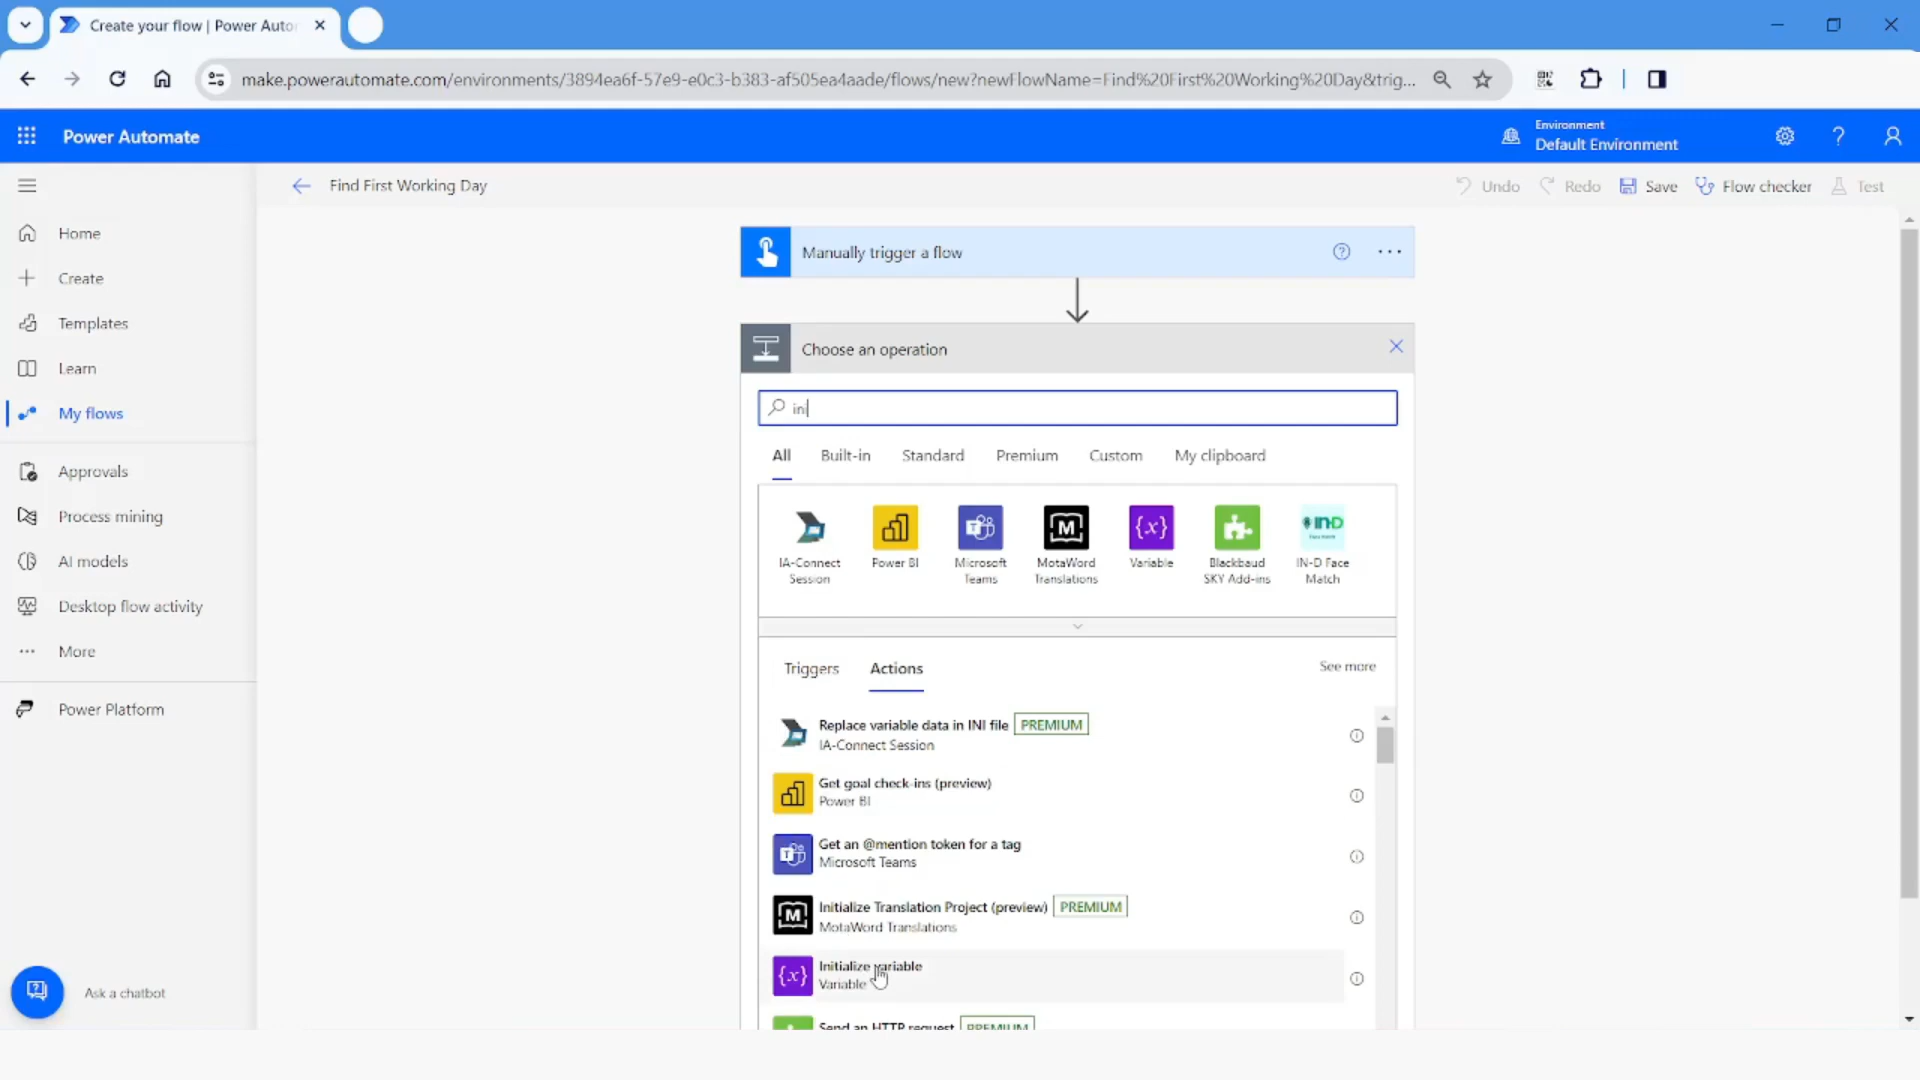 Create your flow | Power Auto
make.powerautomate.com/environments/3894ea6f-57e9-e0c3-b383-af505ea4aade/flows/new?newFlowName=Find%20First%20Working%20Day&trig...
Power Automate
Environment
Default Environment
Find First Working Day
Undo
Redo
Save
Flow checker
Test
Home
Create
Templates
Learn
My flows
Approvals
Process mining
AI models
Desktop flow activity
More
Power Platform
Ask a chatbot
Manually trigger a flow
Choose an operation
ini
All
Built-in
Standard
Premium
Custom
My clipboard
IA-Connect
Session
Power BI
Microsoft
Teams
MotaWord
Translations
{x}
Variable
Blackbaud
SKY Add-ins
IN-D
IN-D Face
Match
Triggers
Actions
See more
Replace variable data in INI file PREMIUM
IA-Connect Session
Get goal check-ins (preview)
Power BI
Get an @mention token for a tag
Microsoft Teams
Initialize Translation Project (preview) PREMIUM
MotaWord Translations
{x}
Initialize variable
Variable
Send an HTTP request PREMIUM